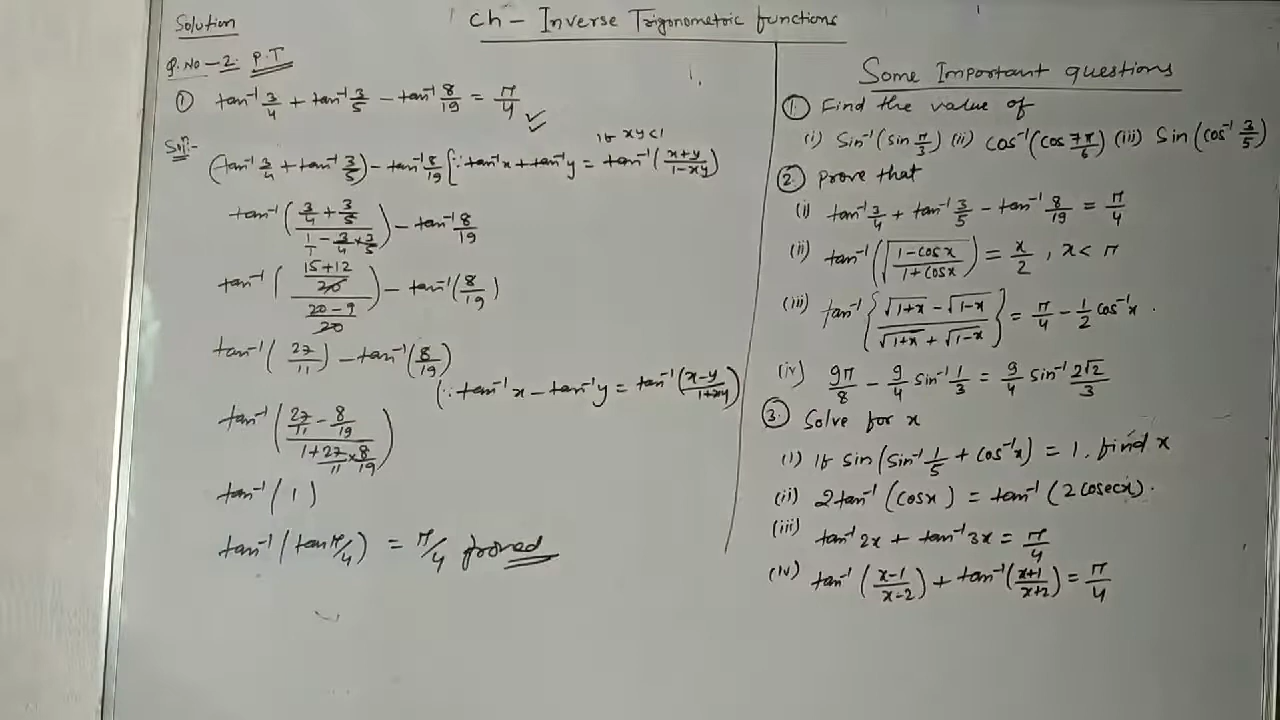 Solution
Ch - Inverse Trigonometric functions
Q. No - 2. P.T
① tan⁻¹ 3/4 + tan⁻¹ 3/5 - tan⁻¹ 8/19 = π/4
Solⁿ:-
if xy<1
(tan⁻¹ 3/4 + tan⁻¹ 3/5) - tan⁻¹ 8/19 [∵ tan⁻¹x + tan⁻¹y = tan⁻¹((x+y)/(1-xy))
tan⁻¹((3/4 + 3/5)/(1/1 - 3/4 × 3/5)) - tan⁻¹ 8/19
tan⁻¹(((15+12)/20)/((20-9)/20)) - tan⁻¹(8/19)
tan⁻¹(27/11) - tan⁻¹(8/19)
(∵ tan⁻¹x - tan⁻¹y = tan⁻¹((x-y)/(1+xy))
tan⁻¹((27/11 - 8/19)/(1 + 27/11 × 8/19))
tan⁻¹(1)
tan⁻¹(tan π/4) = π/4 proved
Some Important questions
① Find the value of
(i) Sin⁻¹(sin π/3) (ii) cos⁻¹(cos 7π/6) (iii) Sin(cos⁻¹ 3/5)
② Prove that
(i) tan⁻¹ 3/4 + tan⁻¹ 3/5 - tan⁻¹ 8/19 = π/4
(ii) tan⁻¹(√((1-cosx)/(1+cosx))) = x/2, x < π
(iii) tan⁻¹{(√(1+x) - √(1-x))/(√(1+x) + √(1-x))} = π/4 - 1/2 cos⁻¹x.
(iv) 9π/8 - 9/4 sin⁻¹ 1/3 = 9/4 sin⁻¹ 2√2/3
③. Solve for x
(i) if sin(sin⁻¹ 1/5 + cos⁻¹x) = 1, find x
(ii) 2tan⁻¹(cosx) = tan⁻¹(2cosecx).
(iii) tan⁻¹2x + tan⁻¹3x = π/4
(iv) tan⁻¹((x-1)/(x-2)) + tan⁻¹((x+1)/(x+2)) = π/4